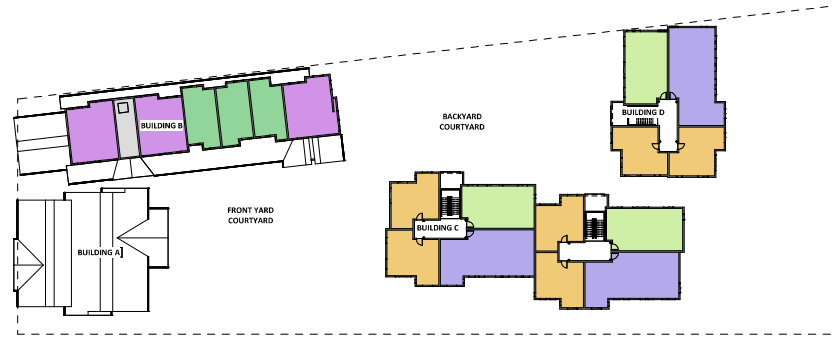 BUILDING D
BACKYARD
COURTYARD
BUILDING B
FRONT YARD
COURTYARD
BUILDING C
BUILDING A